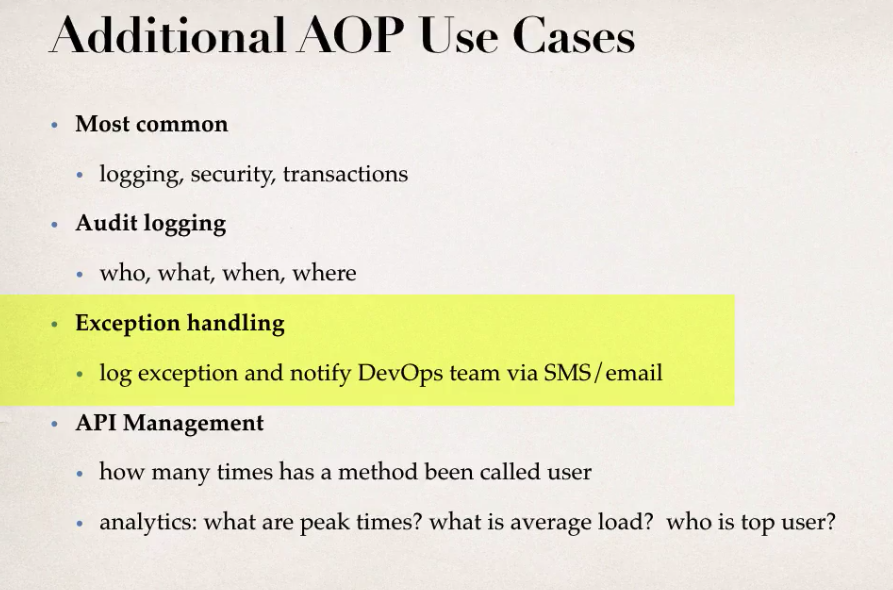 Additional AOP Use Cases
• Most common
• logging, security, transactions
• Audit logging
• who, what, when, where
• Exception handling
• log exception and notify DevOps team via SMS/email
• API Management
• how many times has a method been called user
• analytics: what are peak times? what is average load?  who is top user?